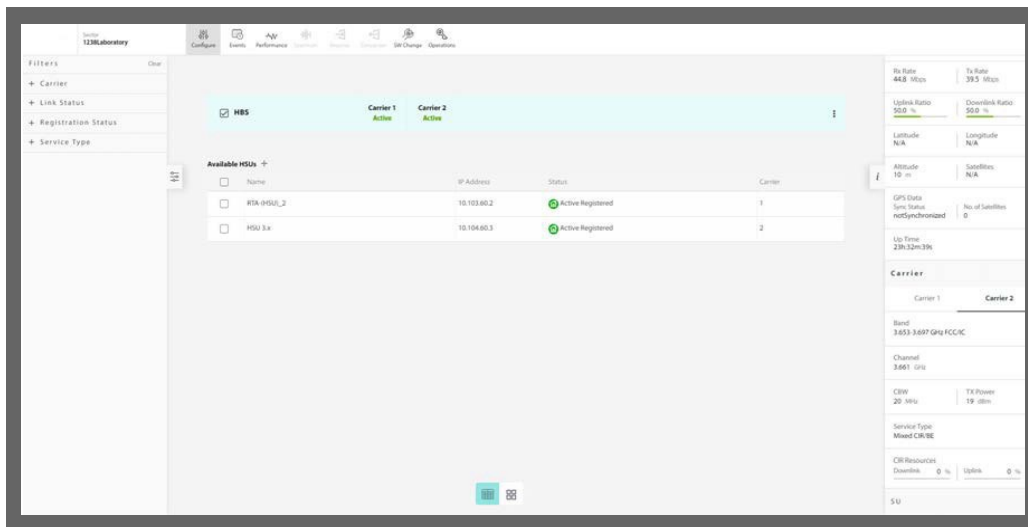 Sector
1238Laboratory
Configure Events Performance Spectrum SW Change Operations
Filters Clear
+ Carrier
+ Link Status
+ Registration Status
+ Service Type
HBS Carrier 1 Carrier 2
Active Active
Available HSUs +
Name IP Address Status Carrier
RTA-(HSU)_2 10.103.60.2 Active Registered 1
HSU 3.x 10.104.60.3 Active Registered 2
i
Rx Rate Tx Rate
44.8 Mbps 39.5 Mbps
Uplink Ratio Downlink Ratio
50.0 % 50.0 %
Latitude Longitude
N/A N/A
Altitude Satellites
10 m N/A
GPS Data
Sync Status No. of Satellites
notSynchronized 0
Up Time
23h:32m:39s
Carrier
Carrier 1 Carrier 2
Band
3.653-3.697 GHz FCC/IC
Channel
3.661 GHz
CBW TX Power
20 MHz 19 dBm
Service Type
Mixed CIR/BE
CIR Resources
Downlink 0 % Uplink 0 %
SU